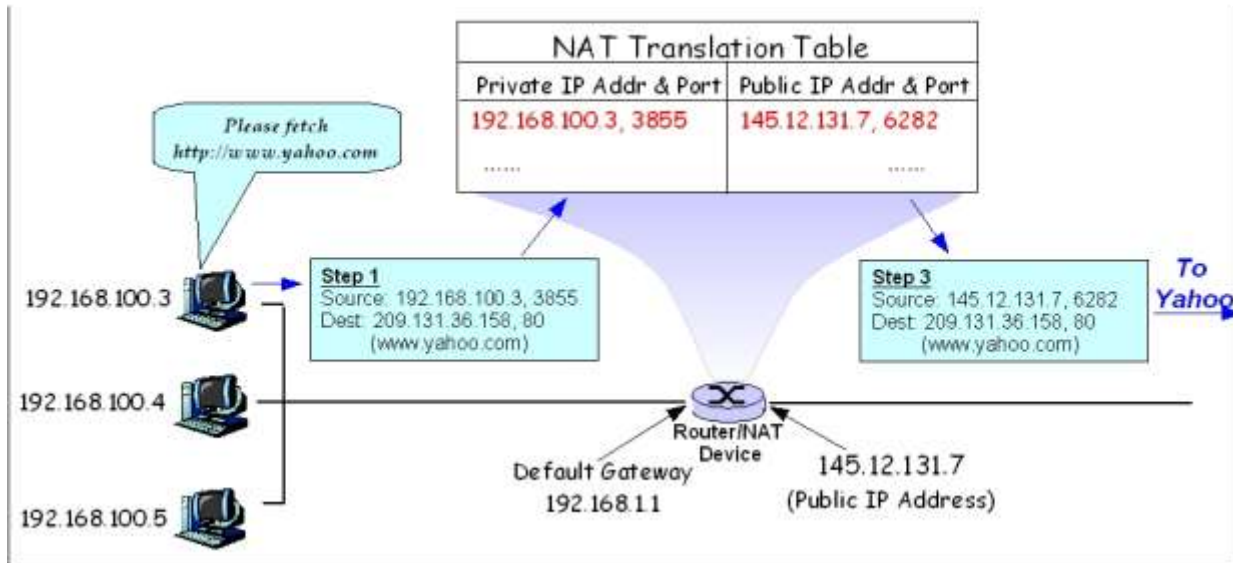 NAT Translation Table
Private IP Addr & Port
Public IP Addr & Port
192.168.100.3, 3855
145.12.131.7, 6282
......
......
Please fetch
http://www.yahoo.com
192.168.100.3
Step 1
Source: 192.168.100.3, 3855
Dest: 209.131.36.158, 80
(www.yahoo.com)
Step 3
Source: 145.12.131.7, 6282
Dest: 209.131.36.158, 80
(www.yahoo.com)
To
Yahoo
192.168.100.4
Router/NAT
Device
Default Gateway
192.168.1.1
145.12.131.7
(Public IP Address)
192.168.100.5